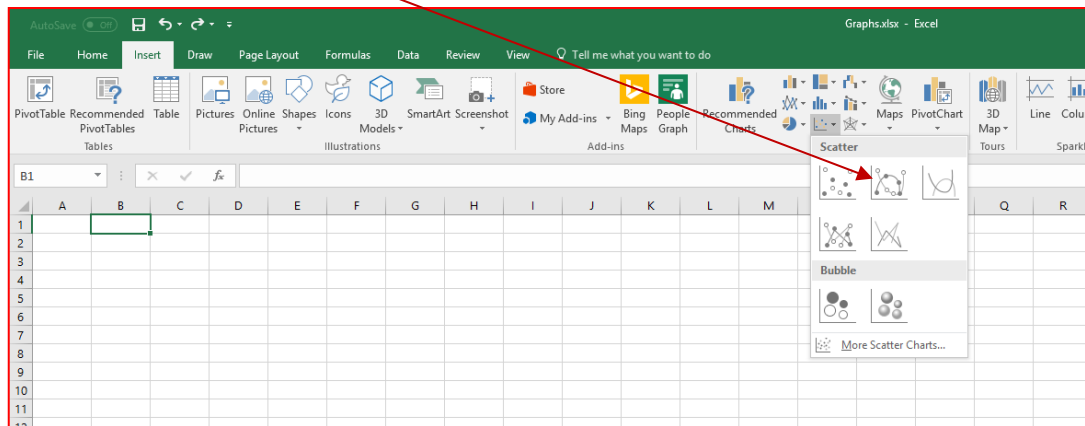 AutoSave Off Graphs.xlsx - Excel
File Home Insert Draw Page Layout Formulas Data Review View Tell me what you want to do
PivotTable
Recommended
PivotTables
Table
Tables
Pictures
Online
Pictures
Shapes
Icons
3D
Models
SmartArt
Screenshot
Illustrations
Store
My Add-ins
Bing
Maps
People
Graph
Add-ins
Recommended
Charts
Maps
PivotChart
3D
Map
Tours
Line
Colu
Sparkl
B1
fx
Scatter
Bubble
More Scatter Charts...
A B C D E F G H I J K L M Q R
1
2
3
4
5
6
7
8
9
10
11
12